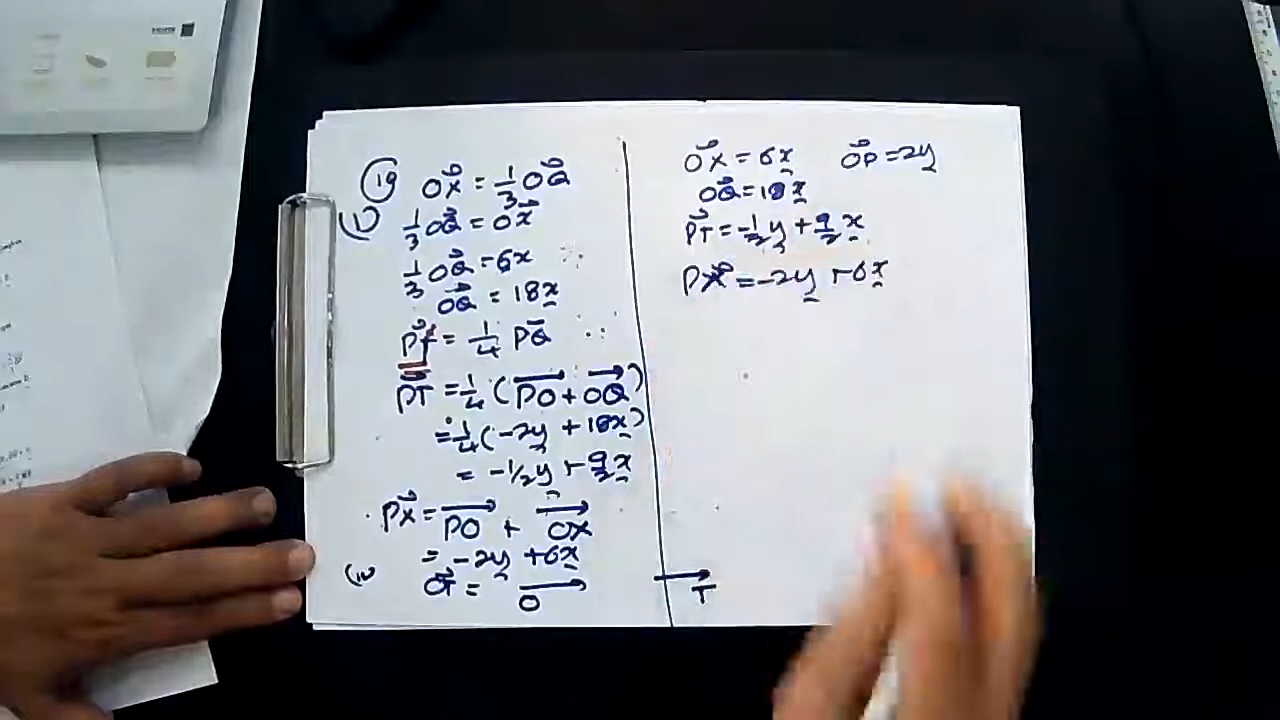 19 OX = 1/3 OQ
(i) 1/3 OQ = OX
1/3 OQ = 6x
OQ = 18x
PT = 1/4 PQ
PT = 1/4 (PO + OQ)
= 1/4 (-2y + 18x)
= -1/2y + 9/2 x
PX = PO + OX
= -2y + 6x
OT = O T
OX = 6x OP = 2y
OQ = 18x
PT = -1/2 y + 9/2 x
PX = -2y + 6x